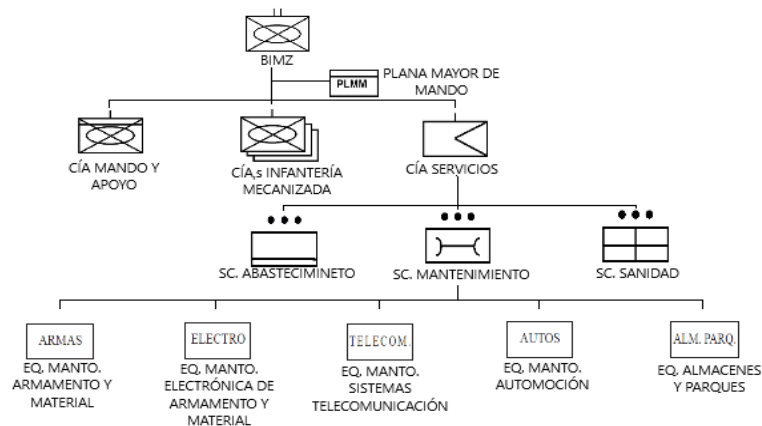 BIMZ
PLMM
PLANA MAYOR DE
MANDO
CÍA MANDO Y
APOYO
CÍA,s INFANTERÍA
MECANIZADA
CÍA SERVICIOS
SC. ABASTECIMINETO
SC. MANTENIMIENTO
SC. SANIDAD
ARMAS
EQ. MANTO.
ARMAMENTO Y
MATERIAL
ELECTRO
EQ. MANTO.
ELECTRÓNICA DE
ARMAMENTO Y
MATERIAL
TELECOM.
EQ. MANTO.
SISTEMAS
TELECOMUNICACIÓN
AUTOS
EQ. MANTO.
AUTOMOCIÓN
ALM. PARQ.
EQ. ALMACENES
Y PARQUES